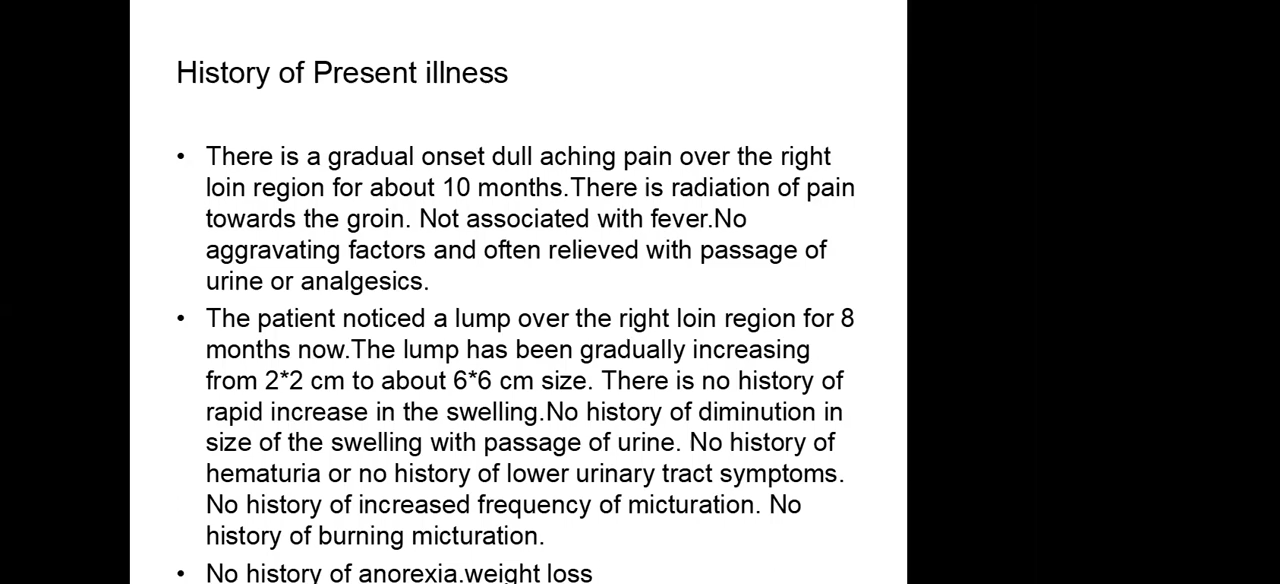 History of Present illness
• There is a gradual onset dull aching pain over the right
loin region for about 10 months.There is radiation of pain
towards the groin. Not associated with fever.No
aggravating factors and often relieved with passage of
urine or analgesics.
• The patient noticed a lump over the right loin region for 8
months now.The lump has been gradually increasing
from 2*2 cm to about 6*6 cm size. There is no history of
rapid increase in the swelling.No history of diminution in
size of the swelling with passage of urine. No history of
hematuria or no history of lower urinary tract symptoms.
No history of increased frequency of micturation. No
history of burning micturation.
• No history of anorexia.weight loss